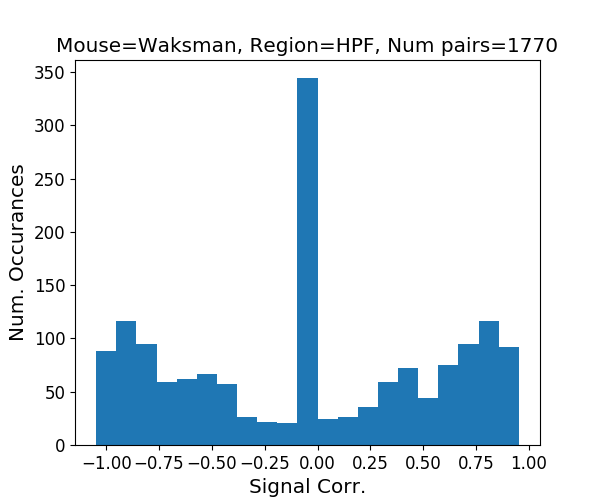 Mouse=Waksman, Region=HPF, Num pairs=1770
350
300
250
200
150
100
50
0
Num. Occurances
−1.00 −0.75 −0.50 −0.25 0.00 0.25 0.50 0.75 1.00
Signal Corr.